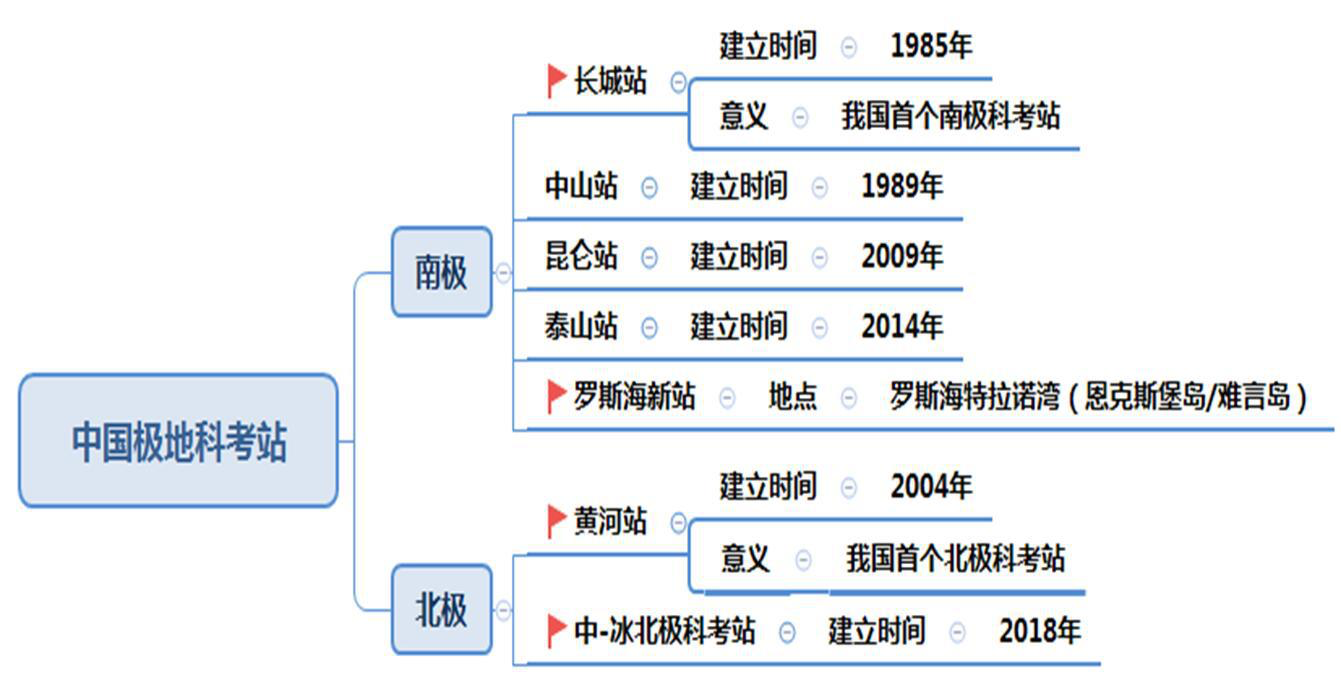 中国极地科考站
南极
长城站
建立时间 1985年
意义 我国首个南极科考站
中山站 建立时间 1989年
昆仑站 建立时间 2009年
泰山站 建立时间 2014年
罗斯海新站 地点 罗斯海特拉诺湾（恩克斯堡岛/难言岛）
北极
黄河站
建立时间 2004年
意义 我国首个北极科考站
中-冰北极科考站 建立时间 2018年